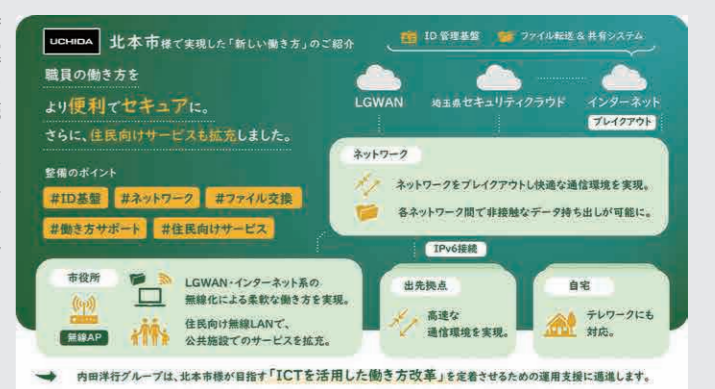 UCHIDA 北本市様で実現した「新しい働き方」のご紹介
ID管理基盤 ファイル転送&共有システム
職員の働き方を
より便利でセキュアに。
さらに、住民向けサービスも拡充しました。
LGWAN 埼玉県セキュリティクラウド インターネット
ブレイクアウト
整備のポイント
#ID基盤 #ネットワーク #ファイル交換
#働き方サポート #住民向けサービス
ネットワーク
ネットワークをブレイクアウトし快適な通信環境を実現。
各ネットワーク間で非接触なデータ持ち出しが可能に。
IPv6接続
市役所
無線AP
LGWAN・インターネット系の
無線化による柔軟な働き方を実現。
住民向け無線LANで、
公共施設でのサービスを拡充。
出先拠点
高速な
通信環境を実現。
自宅
テレワークにも
対応。
内田洋行グループは、北本市様が目指す「ICTを活用した働き方改革」を定着させるための運用支援に邁進します。